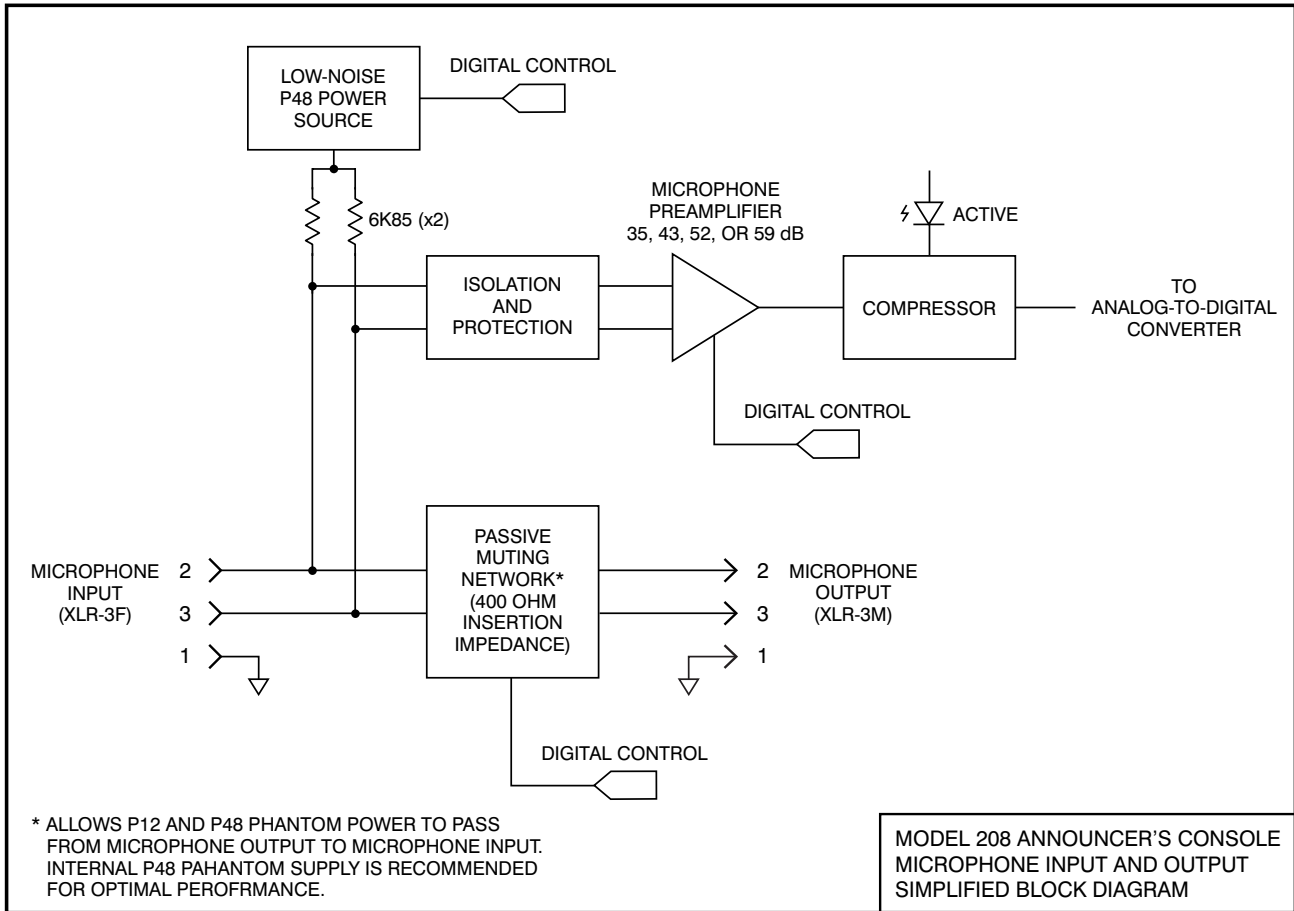 LOW-NOISE
P48 POWER
SOURCE
DIGITAL CONTROL
6K85 (x2)
MICROPHONE
PREAMPLIFIER
35, 43, 52, OR 59 dB
ACTIVE
ISOLATION
AND
PROTECTION
COMPRESSOR
TO
ANALOG-TO-DIGITAL
CONVERTER
DIGITAL CONTROL
MICROPHONE
INPUT
(XLR-3F)
2
3
1
PASSIVE
MUTING
NETWORK*
(400 OHM
INSERTION
IMPEDANCE)
2
3
1
MICROPHONE
OUTPUT
(XLR-3M)
DIGITAL CONTROL
* ALLOWS P12 AND P48 PHANTOM POWER TO PASS
FROM MICROPHONE OUTPUT TO MICROPHONE INPUT.
INTERNAL P48 PAHANTOM SUPPLY IS RECOMMENDED
FOR OPTIMAL PEROFRMANCE.
MODEL 208 ANNOUNCER'S CONSOLE
MICROPHONE INPUT AND OUTPUT
SIMPLIFIED BLOCK DIAGRAM